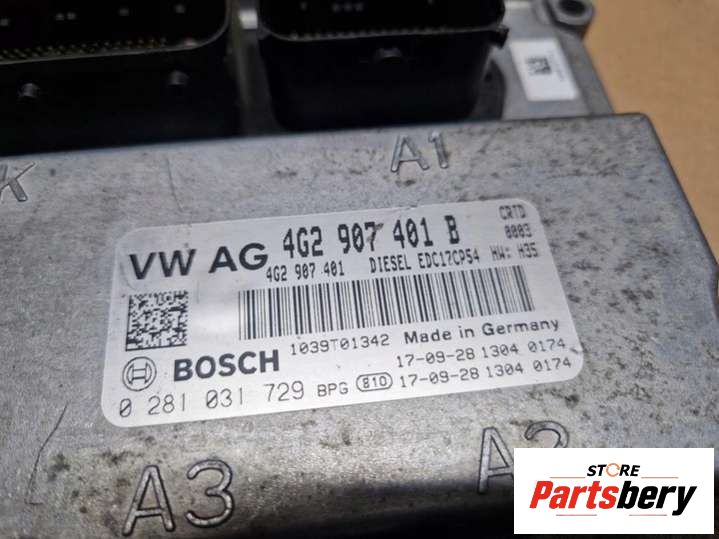 A1
K
VW AG 4G2 907 401 B CRTD
4G2 907 401 DIESEL EDC17CP54 0003
HW: H35
1039T01342 Made in Germany
BOSCH 17-09-28 1304 0174
0 281 031 729 BPG 810 17-09-28 1304 0174
A3
A2
STORE
Partsbery